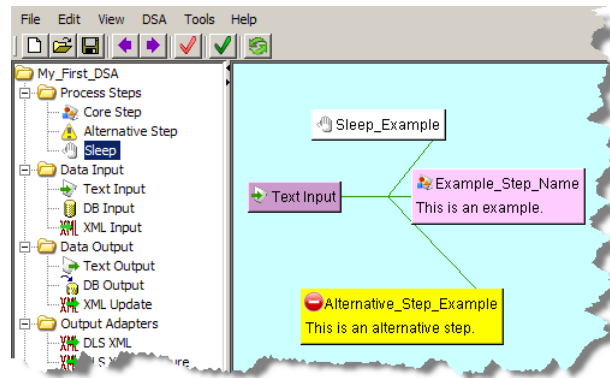 File Edit View DSA Tools Help
My_First_DSA
Process Steps
Core Step
Alternative Step
Sleep
Data Input
Text Input
DB Input
XML Input
Data Output
Text Output
DB Output
XML Update
Output Adapters
DLS XML
Sleep_Example
Text Input
Example_Step_Name
This is an example.
Alternative_Step_Example
This is an alternative step.